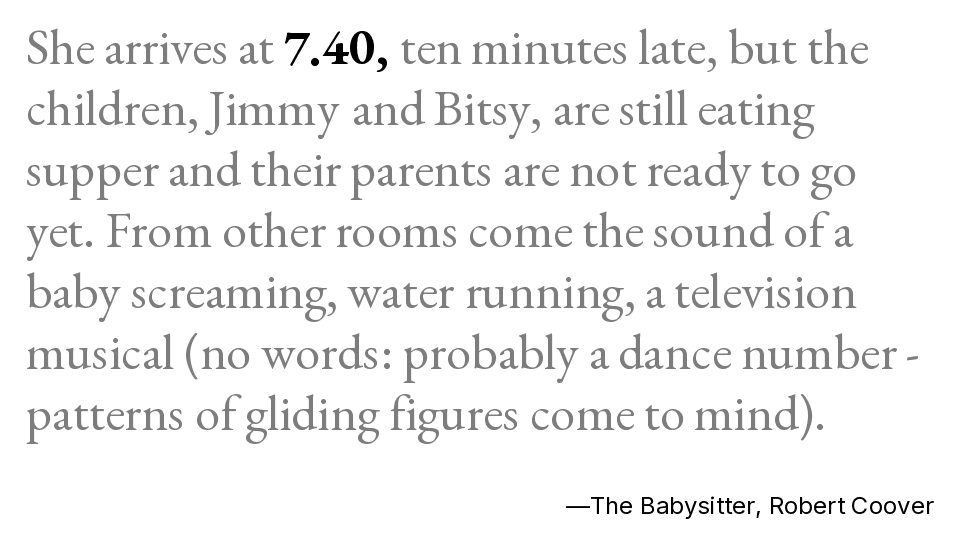 She arrives at 7.40, ten minutes late, but the
children, Jimmy and Bitsy, are still eating
supper and their parents are not ready to go
yet. From other rooms come the sound of a
baby screaming, water running, a television
musical (no words: probably a dance number -
patterns of gliding figures come to mind).
—The Babysitter, Robert Coover